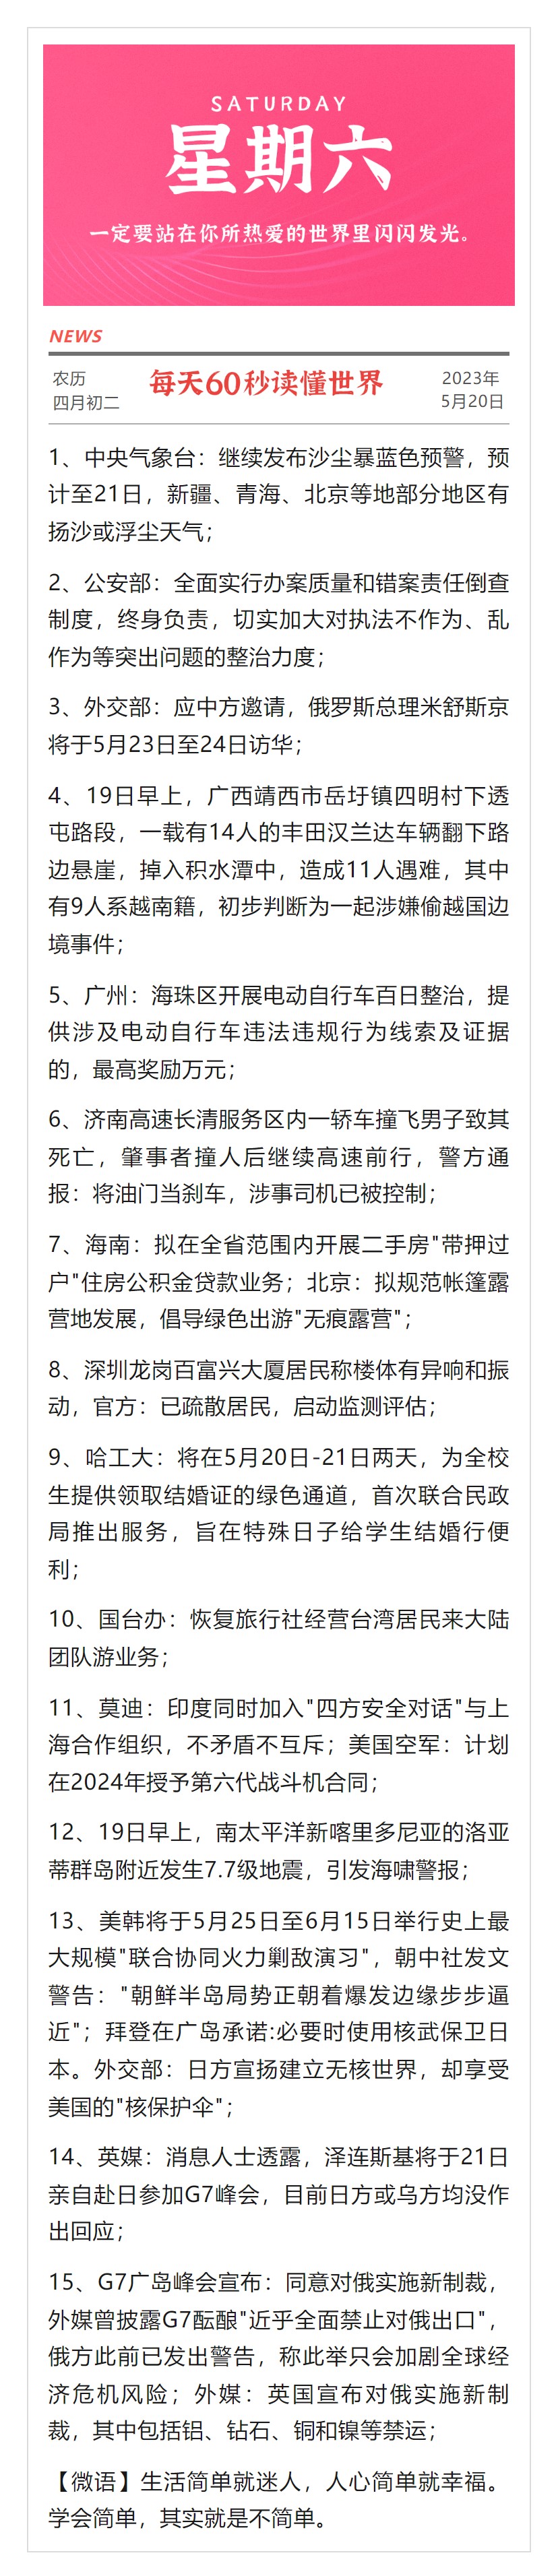 SATURDAY
星期六
一定要站在你所热爱的世界里闪闪发光。
NEWS
农历
四月初二
每天60秒读懂世界
2023年
5月20日
1、中央气象台：继续发布沙尘暴蓝色预警，预
计至21日，新疆、青海、北京等地部分地区有
扬沙或浮尘天气；
2、公安部：全面实行办案质量和错案责任倒查
制度，终身负责，切实加大对执法不作为、乱
作为等突出问题的整治力度；
3、外交部：应中方邀请，俄罗斯总理米舒斯京
将于5月23日至24日访华；
4、19日早上，广西靖西市岳圩镇四明村下透
屯路段，一载有14人的丰田汉兰达车辆翻下路
边悬崖，掉入积水潭中，造成11人遇难，其中
有9人系越南籍，初步判断为一起涉嫌偷越国边
境事件；
5、广州：海珠区开展电动自行车百日整治，提
供涉及电动自行车违法违规行为线索及证据
的，最高奖励万元；
6、济南高速长清服务区内一轿车撞飞男子致其
死亡，肇事者撞人后继续高速前行，警方通
报：将油门当刹车，涉事司机已被控制；
7、海南：拟在全省范围内开展二手房"带押过
户"住房公积金贷款业务；北京：拟规范帐篷露
营地发展，倡导绿色出游"无痕露营"；
8、深圳龙岗百富兴大厦居民称楼体有异响和振
动，官方：已疏散居民，启动监测评估；
9、哈工大：将在5月20日-21日两天，为全校
生提供领取结婚证的绿色通道，首次联合民政
局推出服务，旨在特殊日子给学生结婚行便
利；
10、国台办：恢复旅行社经营台湾居民来大陆
团队游业务；
11、莫迪：印度同时加入"四方安全对话"与上
海合作组织，不矛盾不互斥；美国空军：计划
在2024年授予第六代战斗机合同；
12、19日早上，南太平洋新喀里多尼亚的洛亚
蒂群岛附近发生7.7级地震，引发海啸警报；
13、美韩将于5月25日至6月15日举行史上最
大规模"联合协同火力剿敌演习"，朝中社发文
警告："朝鲜半岛局势正朝着爆发边缘步步逼
近"；拜登在广岛承诺:必要时使用核武保卫日
本。外交部：日方宣扬建立无核世界，却享受
美国的"核保护伞"；
14、英媒：消息人士透露，泽连斯基将于21日
亲自赴日参加G7峰会，目前日方或乌方均没作
出回应；
15、G7广岛峰会宣布：同意对俄实施新制裁，
外媒曾披露G7酝酿"近乎全面禁止对俄出口"，
俄方此前已发出警告，称此举只会加剧全球经
济危机风险；外媒：英国宣布对俄实施新制
裁，其中包括铝、钻石、铜和镍等禁运；
【微语】生活简单就迷人，人心简单就幸福。
学会简单，其实就是不简单。